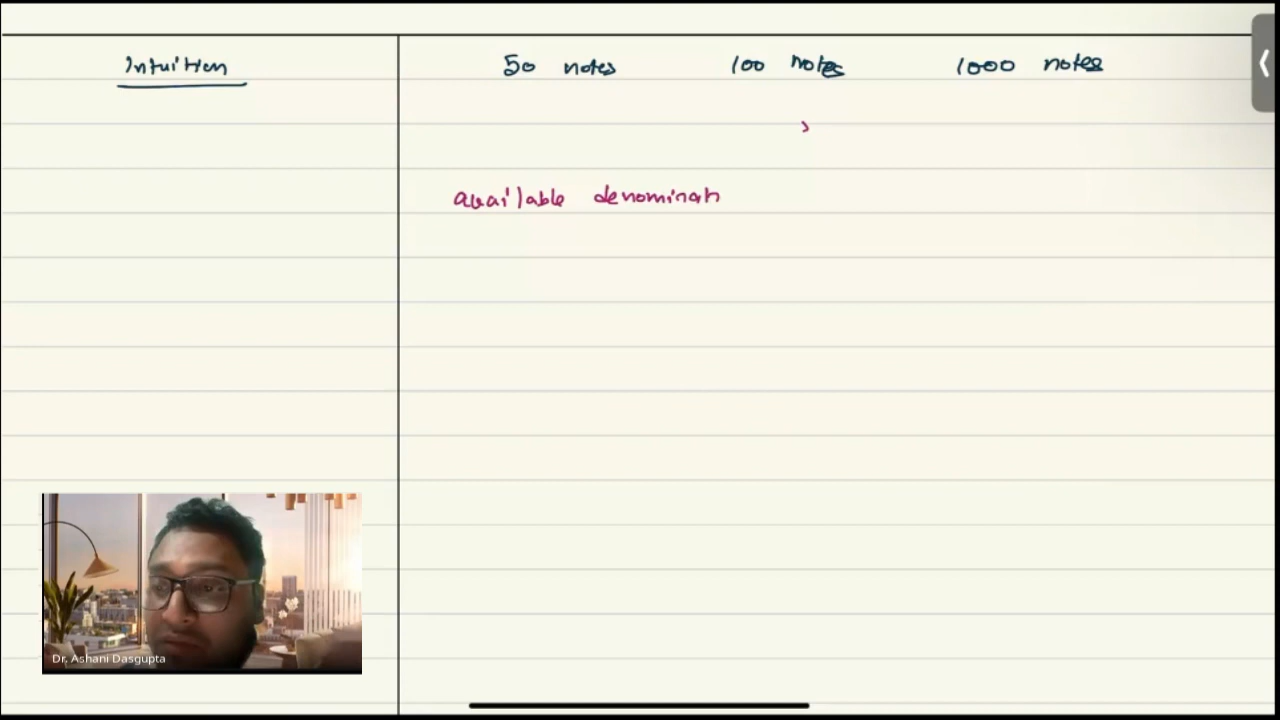 Intuition
50 notes 100 notes 1000 notes
available denominati
Dr. Ashani Dasgupta